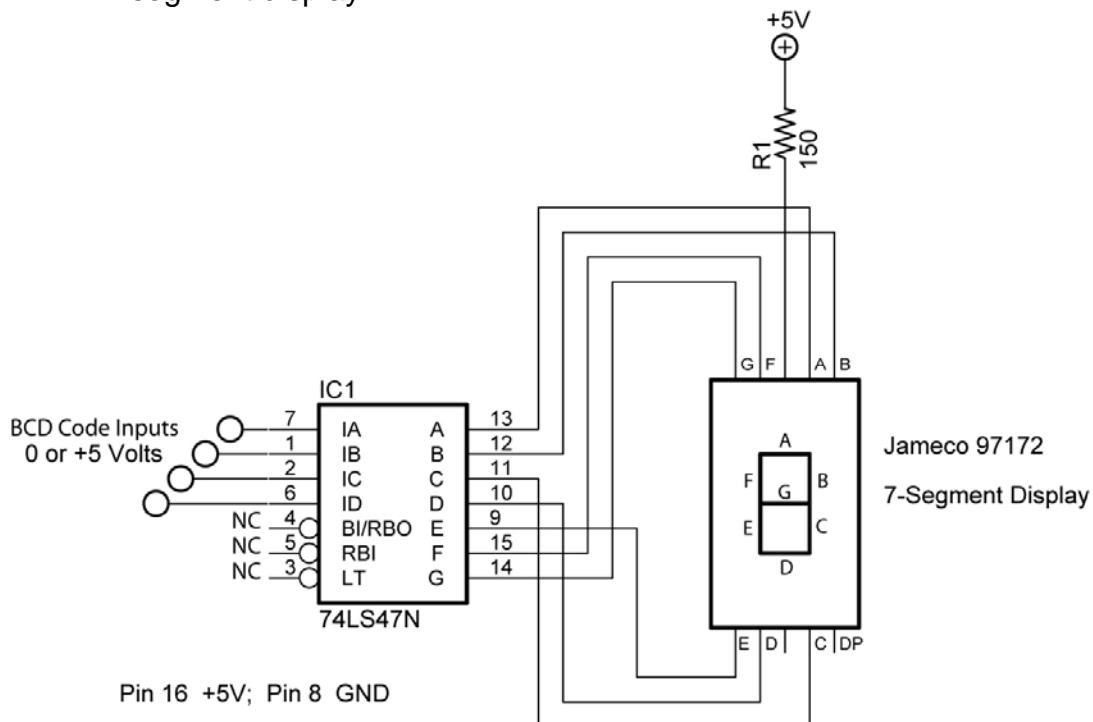 segment display
+5V
R1
150
G F A B
IC1
BCD Code Inputs
0 or +5 Volts
7 IA A 13
1 IB B 12
2 IC C 11
6 ID D 10
NC 4 BI/RBO E 9
NC 5 RBI F 15
NC 3 LT G 14
74LS47N
A
F B
G
E C
D
Jameco 97172
7-Segment Display
E D C DP
Pin 16 +5V; Pin 8 GND